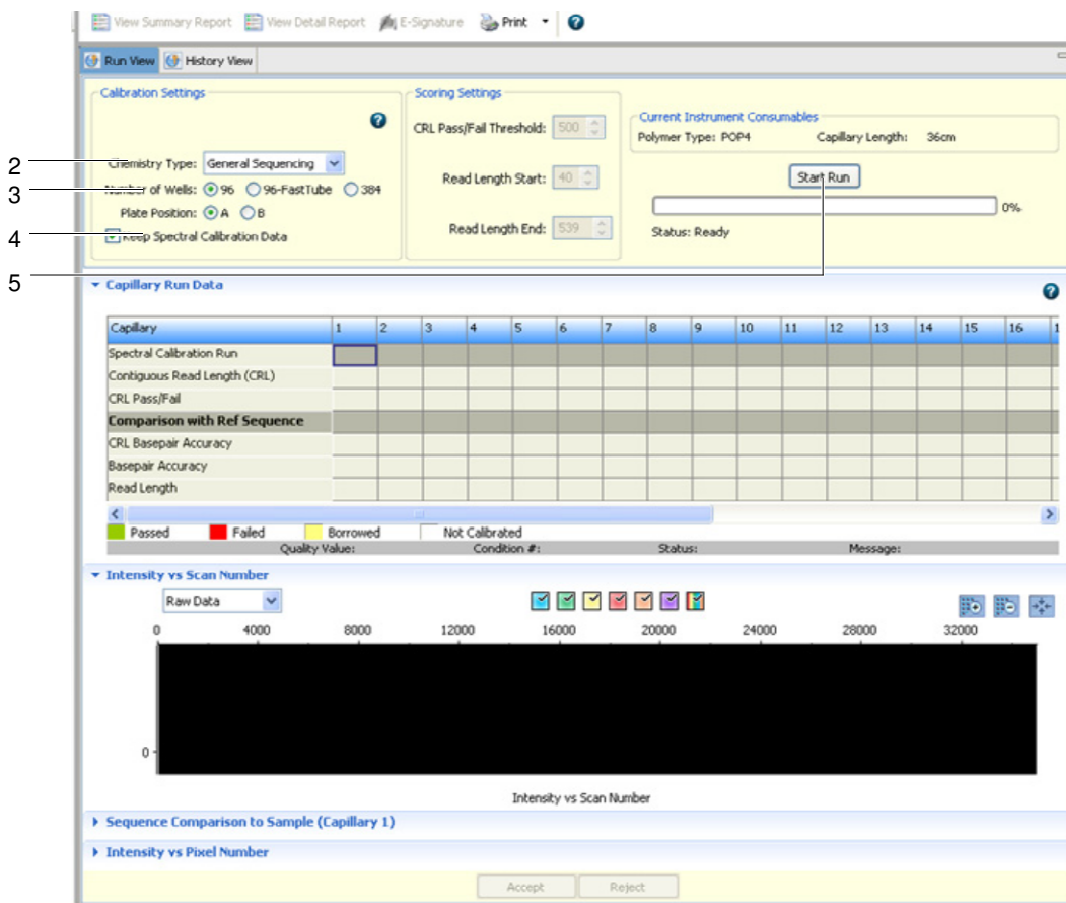 View Summary Report View Detail Report E-Signature Print
Run View History View
Calibration Settings
Chemistry Type: General Sequencing
Number of Wells: 96 96-FastTube 384
Plate Position: A B
Keep Spectral Calibration Data
2
3
4
5
Scoring Settings
CRL Pass/Fail Threshold: 500
Read Length Start: 40
Read Length End: 539
Current Instrument Consumables
Polymer Type: POP4 Capillary Length: 36cm
Start Run
0%
Status: Ready
Capillary Run Data
Capillary 1 2 3 4 5 6 7 8 9 10 11 12 13 14 15 16 1
Spectral Calibration Run
Contiguous Read Length (CRL)
CRL Pass/Fail
Comparison with Ref Sequence
CRL Basepair Accuracy
Basepair Accuracy
Read Length
Passed Failed Borrowed Not Calibrated
Quality Value: Condition #: Status: Message:
Intensity vs Scan Number
Raw Data
0 4000 8000 12000 16000 20000 24000 28000 32000
0
Intensity vs Scan Number
Sequence Comparison to Sample (Capillary 1)
Intensity vs Pixel Number
Accept Reject